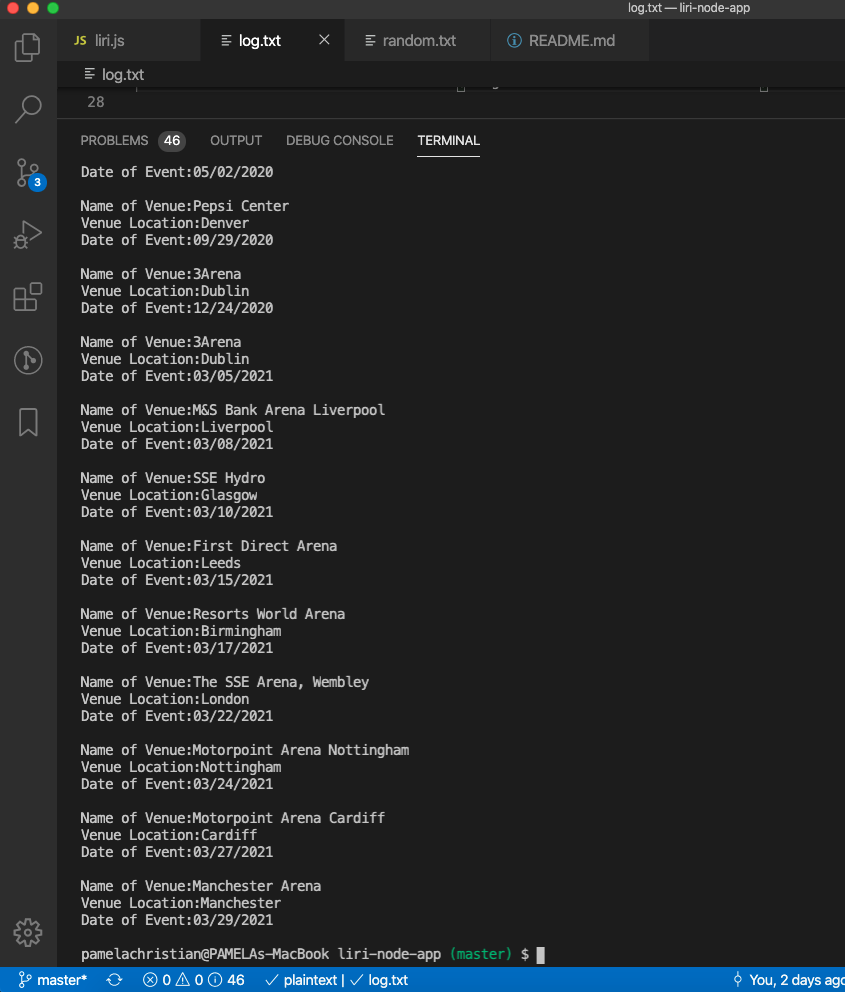 log.txt — liri-node-app
JS liri.js
log.txt
random.txt
README.md
log.txt
28
PROBLEMS 46 OUTPUT DEBUG CONSOLE TERMINAL
Date of Event:05/02/2020
Name of Venue:Pepsi Center
Venue Location:Denver
Date of Event:09/29/2020
Name of Venue:3Arena
Venue Location:Dublin
Date of Event:12/24/2020
Name of Venue:3Arena
Venue Location:Dublin
Date of Event:03/05/2021
Name of Venue:M&S Bank Arena Liverpool
Venue Location:Liverpool
Date of Event:03/08/2021
Name of Venue:SSE Hydro
Venue Location:Glasgow
Date of Event:03/10/2021
Name of Venue:First Direct Arena
Venue Location:Leeds
Date of Event:03/15/2021
Name of Venue:Resorts World Arena
Venue Location:Birmingham
Date of Event:03/17/2021
Name of Venue:The SSE Arena, Wembley
Venue Location:London
Date of Event:03/22/2021
Name of Venue:Motorpoint Arena Nottingham
Venue Location:Nottingham
Date of Event:03/24/2021
Name of Venue:Motorpoint Arena Cardiff
Venue Location:Cardiff
Date of Event:03/27/2021
Name of Venue:Manchester Arena
Venue Location:Manchester
Date of Event:03/29/2021
pamelachristian@PAMELAs-MacBook liri-node-app (master) $
3
master* 0 0 46 plaintext | log.txt You, 2 days ago